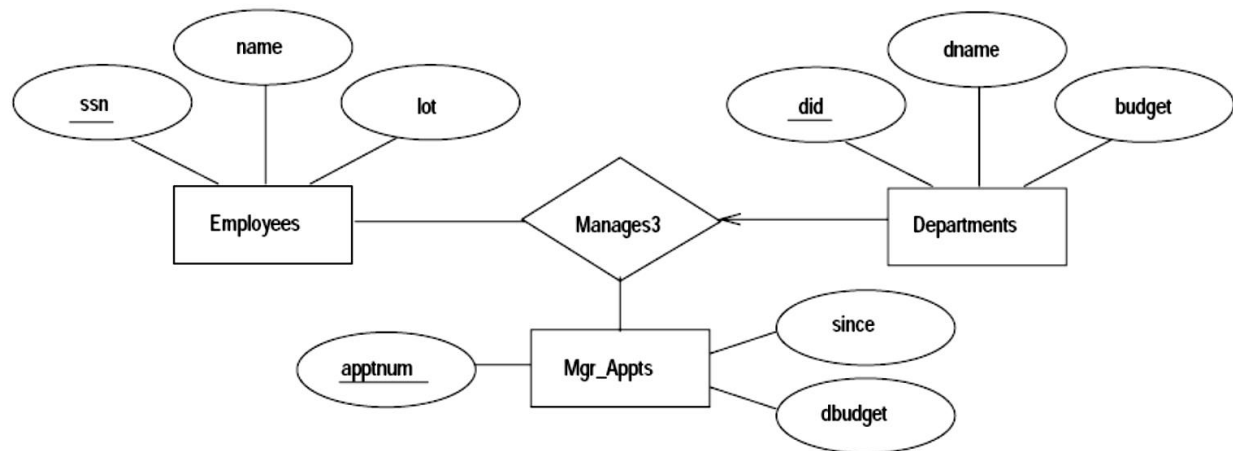 name
ssn
lot
Employees
dname
did
budget
Manages3
Departments
apptnum
Mgr_Appts
since
dbudget